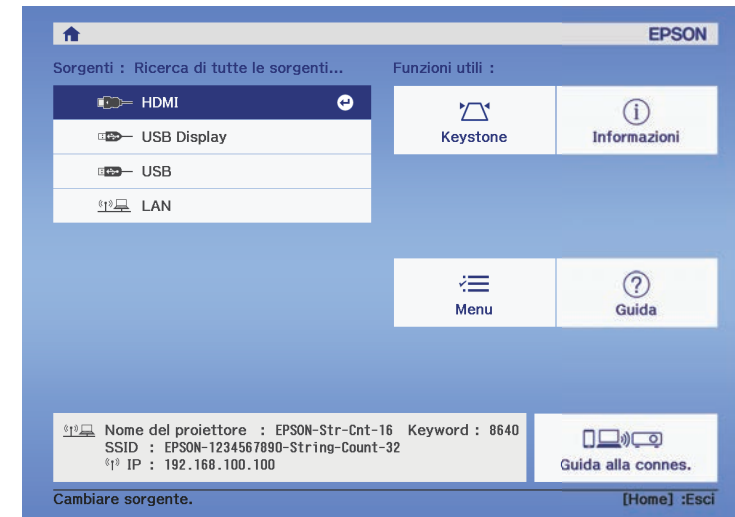 EPSON
Sorgenti : Ricerca di tutte le sorgenti...
HDMI
USB Display
USB
LAN
Funzioni utili :
Keystone
Informazioni
Menu
Guida
Nome del proiettore : EPSON-Str-Cnt-16 Keyword : 8640
SSID : EPSON-1234567890-String-Count-32
IP : 192.168.100.100
Guida alla connes.
Cambiare sorgente.
[Home] :Esci